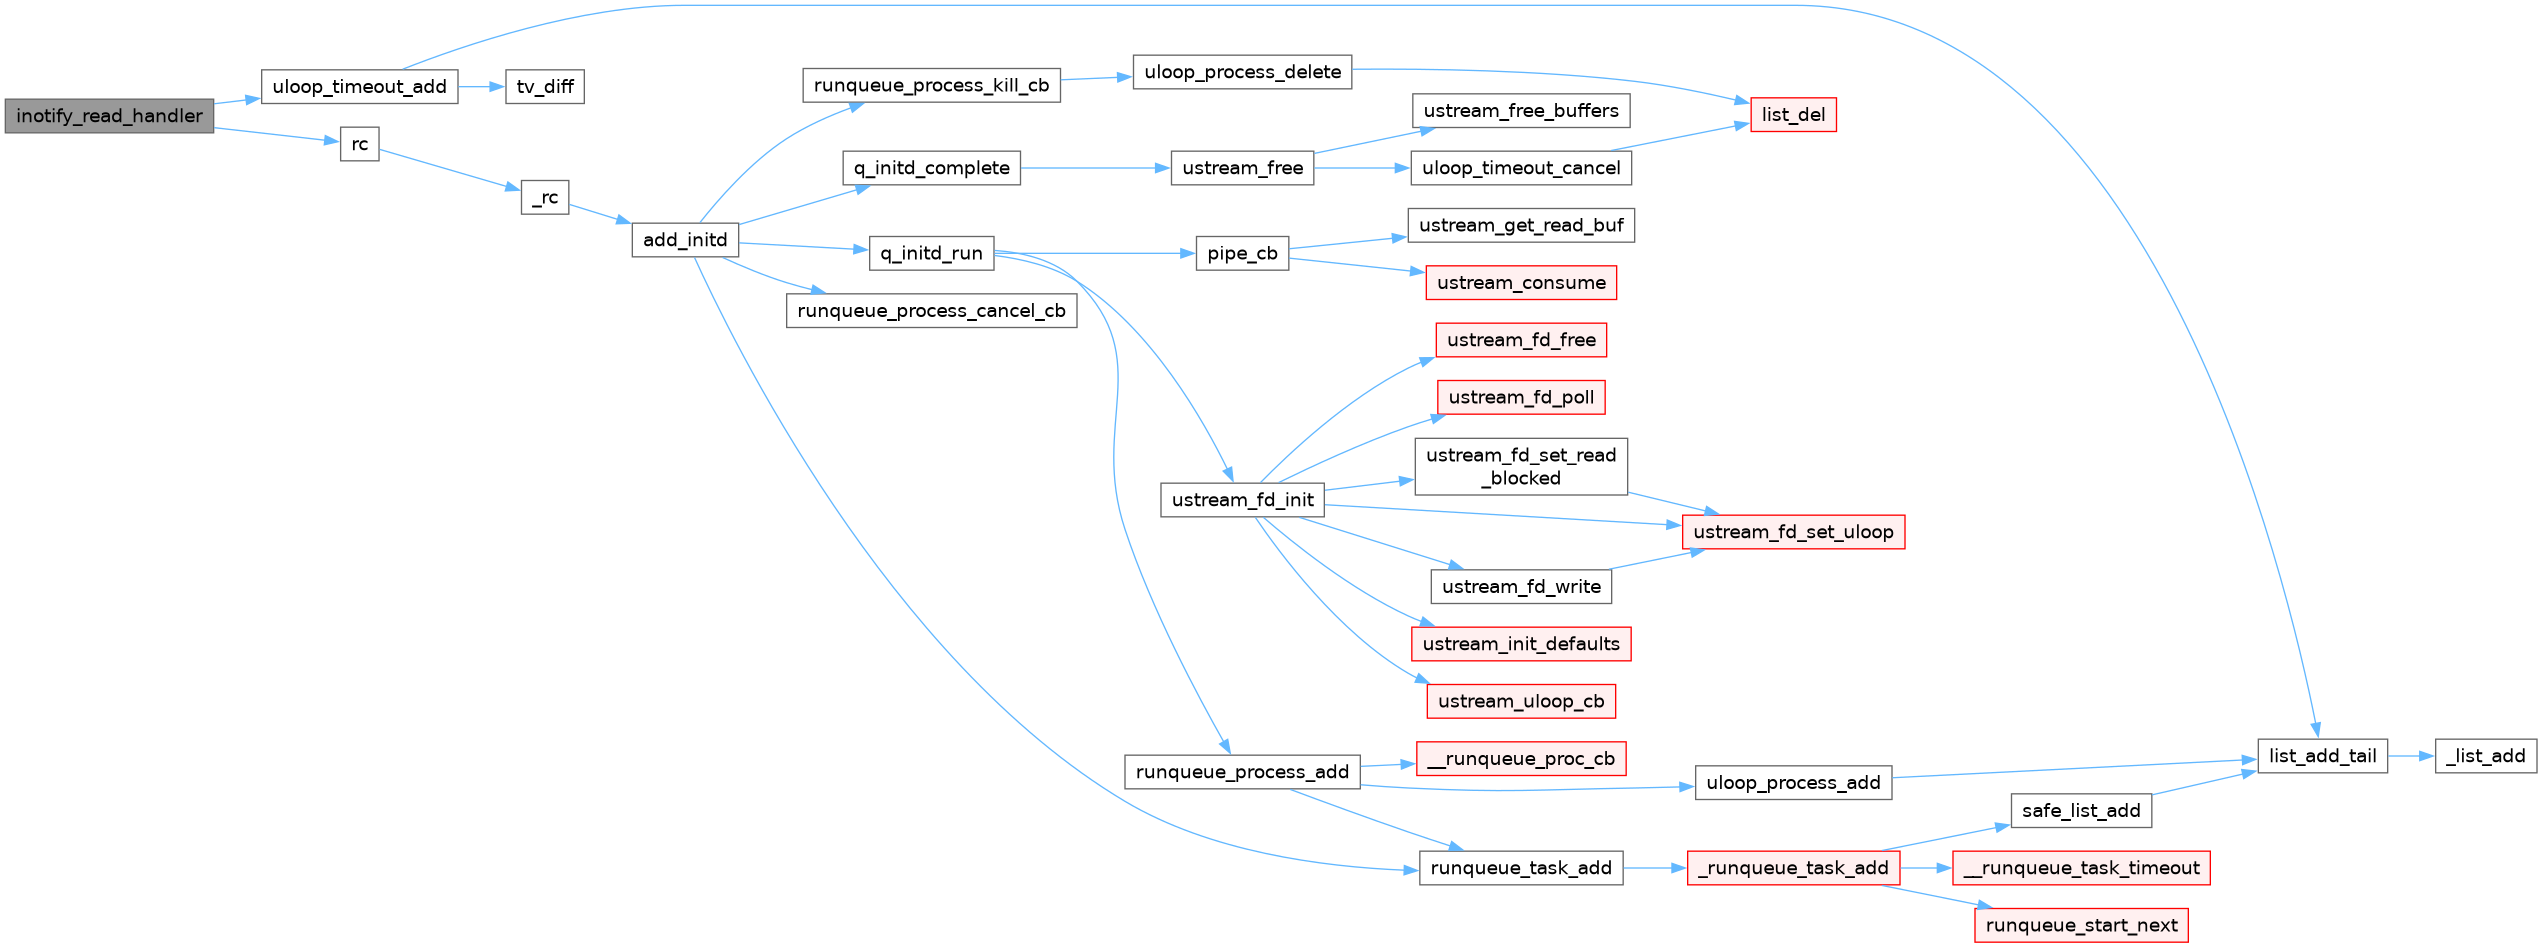 inotify_read_handler
uloop_timeout_add
tv_diff
rc
_rc
add_initd
runqueue_process_kill_cb
uloop_process_delete
list_del
q_initd_complete
ustream_free
ustream_free_buffers
uloop_timeout_cancel
q_initd_run
pipe_cb
ustream_get_read_buf
ustream_consume
runqueue_process_cancel_cb
ustream_fd_init
ustream_fd_free
ustream_fd_poll
ustream_fd_set_read
_blocked
ustream_fd_set_uloop
ustream_fd_write
ustream_init_defaults
ustream_uloop_cb
runqueue_process_add
__runqueue_proc_cb
uloop_process_add
list_add_tail
_list_add
runqueue_task_add
_runqueue_task_add
safe_list_add
__runqueue_task_timeout
runqueue_start_next